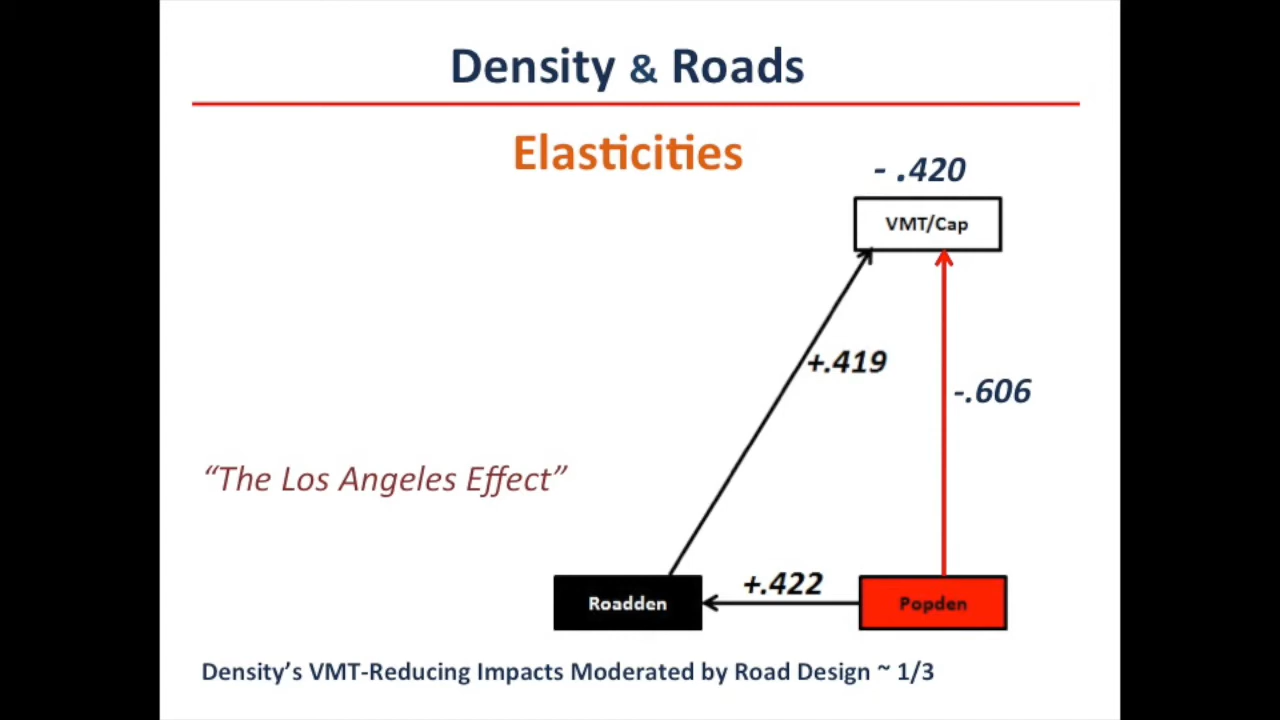 Density & Roads
Elasticities
- .420
VMT/Cap
+.419
-.606
“The Los Angeles Effect”
+.422
Roadden
Popden
Density’s VMT-Reducing Impacts Moderated by Road Design ~ 1/3